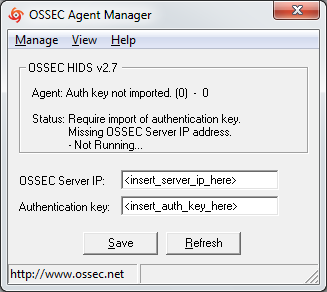 OSSEC Agent Manager
Manage View Help
OSSEC HIDS v2.7
Agent: Auth key not imported. (0) - 0
Status: Require import of authentication key.
Missing OSSEC Server IP address.
- Not Running...
OSSEC Server IP: <insert_server_ip_here>
Authentication key: <insert_auth_key_here>
Save Refresh
http://www.ossec.net